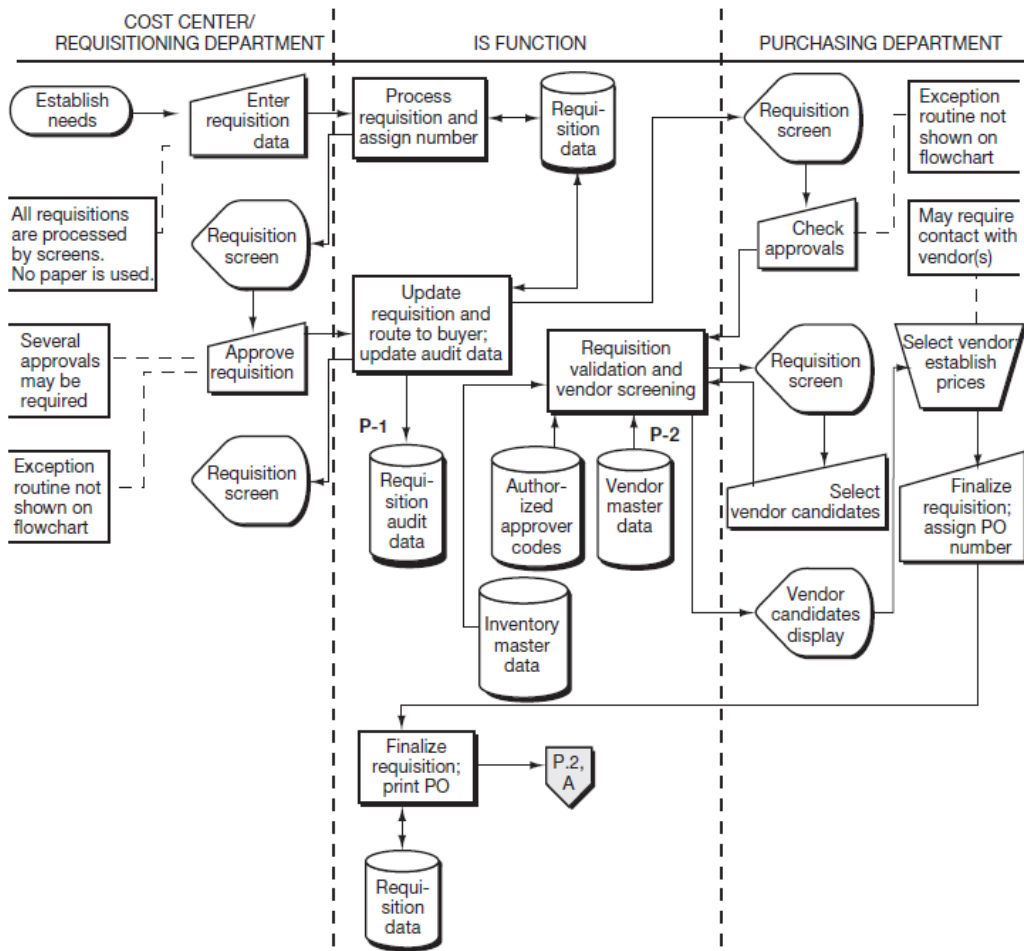 COST CENTER/
REQUISITIONING DEPARTMENT
IS FUNCTION
PURCHASING DEPARTMENT
Establish
needs
Enter
requisition
data
Process
requisition and
assign number
Requi-
sition
data
Requisition
screen
Exception
routine not
shown on
flowchart
All requisitions
are processed
by screens.
No paper is used.
Requisition
screen
Check
approvals
May require
contact with
vendor(s)
Several
approvals
may be
required
Approve
requisition
Update
requisition and
route to buyer;
update audit data
Requisition
validation and
vendor screening
Requisition
screen
Select vendor;
establish
prices
P-1
P-2
Exception
routine not
shown on
flowchart
Requisition
screen
Requi-
sition
audit
data
Author-
ized
approver
codes
Vendor
master
data
Select
vendor candidates
Finalize
requisition;
assign PO
number
Inventory
master
data
Vendor
candidates
display
Finalize
requisition;
print PO
P.2,
A
Requi-
sition
data